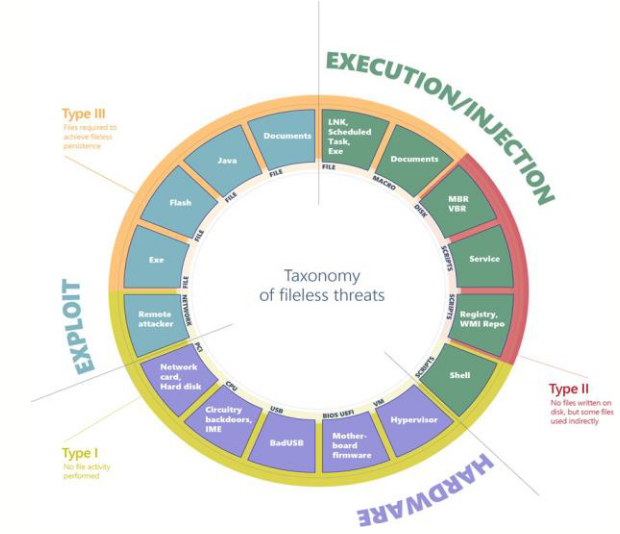 EXECUTION/INJECTION
Type III
Files required to
achieve fileless
persistence
Documents
FILE
LNK,
Scheduled
Task,
Exe
FILE
Documents
MACRO
MBR
VBR
DISK
Service
SCRIPTS
Registry,
WMI Repo
SCRIPTS
Shell
SCRIPTS
Type II
No files written on
disk, but some files
used indirectly
Hypervisor
VM
Mother-
board
firmware
BIOS UEFI
BadUSB
USB
Circuitry
backdoors,
IME
CPU
Network
card,
Hard disk
PCI
Remote
attacker
NETWORK
Exe
FILE
Flash
FILE
Java
FILE
Taxonomy
of fileless threats
EXPLOIT
Type I
No file activity
performed
HARDWARE